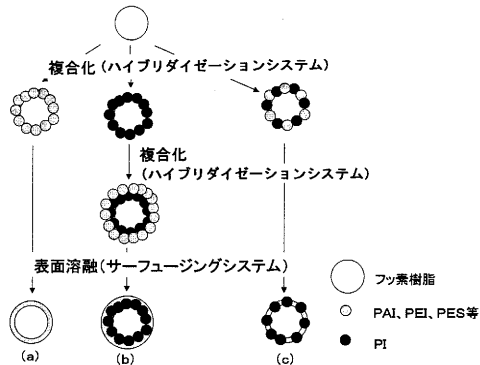 複合化(ハイブリダイゼーションシステム)
複合化
(ハイブリダイゼーションシステム)
表面溶融(サーフュージングシステム)
フッ素樹脂
PAI、PEI、PES等
PI
(a)
(b)
(c)